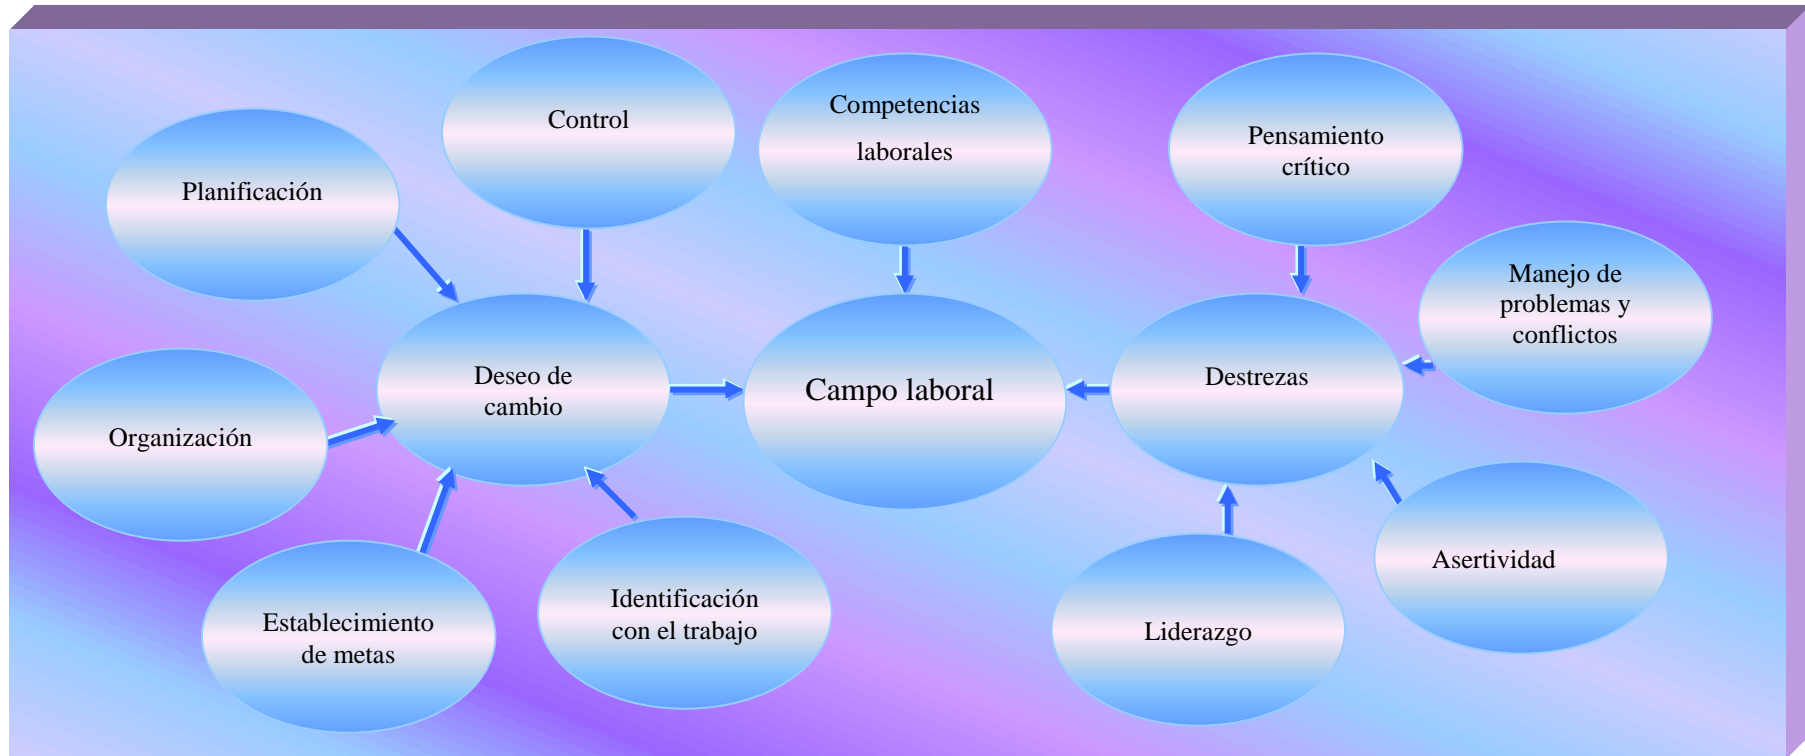 Control
Competencias
laborales
Pensamiento
crítico
Planificación
Manejo de
problemas y
conflictos
Deseo de
cambio
Campo laboral
Destrezas
Organización
Establecimiento
de metas
Identificación
con el trabajo
Liderazgo
Asertividad